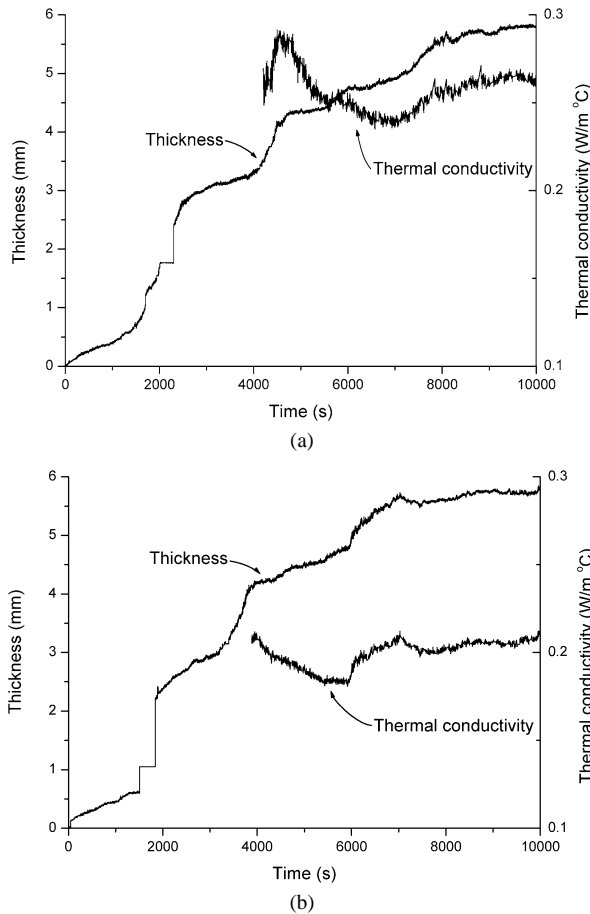 6
5
4
3
2
1
0
Thickness (mm)
0.3
0.2
0.1
Thermal conductivity (W/m °C)
Thickness
Thermal conductivity
0 2000 4000 6000 8000 10000
Time (s)
(a)
6
5
4
3
2
1
0
Thickness (mm)
0.3
0.2
0.1
Thermal conductivity (W/m °C)
Thickness
Thermal conductivity
0 2000 4000 6000 8000 10000
Time (s)
(b)